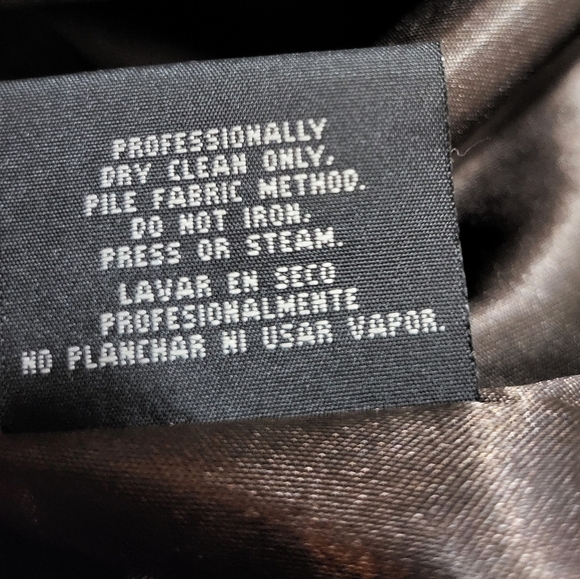 PROFESSIONALLY
DRY CLEAN ONLY.
PILE FABRIC METHOD.
DO NOT IRON.
PRESS OR STEAM.
LAVAR EN SECO
PROFESIONALMENTE
NO PLANCHAR NI USAR VAPOR.